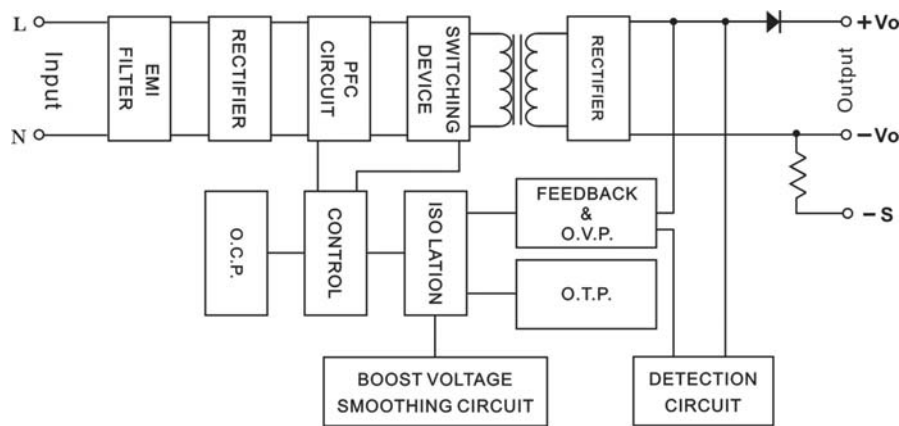 L
N
Input
EMI
FILTER
RECTIFIER
PFC
CIRCUIT
SWITCHING
DEVICE
RECTIFIER
+Vo
Output
-Vo
-S
O.C.P.
CONTROL
ISO LATION
FEEDBACK
&
O.V.P.
O.T.P.
BOOST VOLTAGE
SMOOTHING CIRCUIT
DETECTION
CIRCUIT